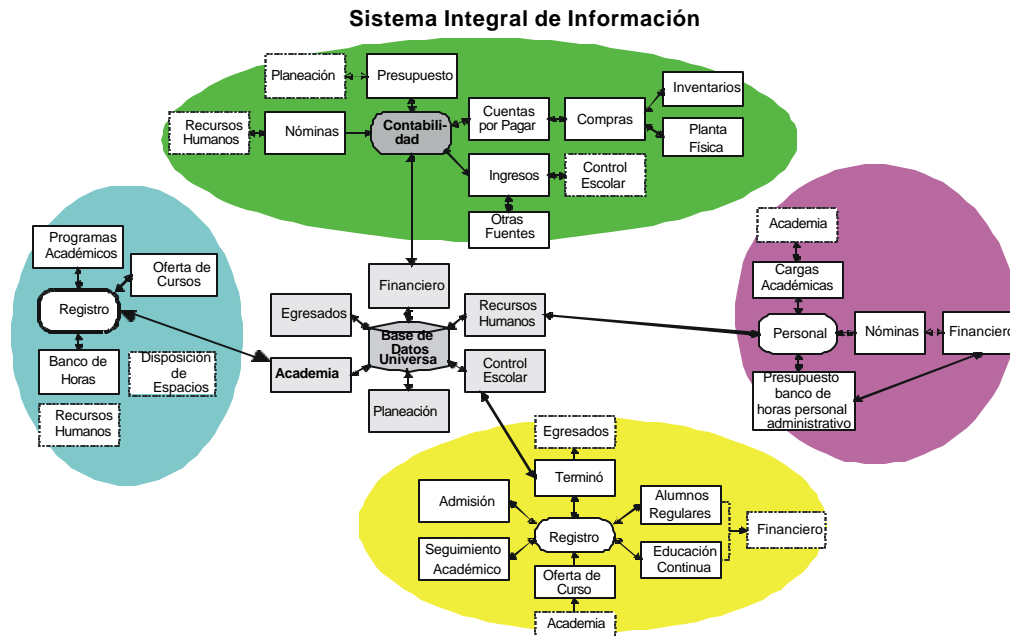 Sistema Integral de Información
Planeación
Presupuesto
Recursos
Humanos
Nóminas
Contabili-
dad
Cuentas
por Pagar
Compras
Inventarios
Planta
Física
Ingresos
Control
Escolar
Otras
Fuentes
Programas
Académicos
Oferta de
Cursos
Registro
Banco de
Horas
Disposición
de
Espacios
Recursos
Humanos
Financiero
Egresados
Recursos
Humanos
Base de
Datos
Universa
Academia
Control
Escolar
Planeación
Academia
Cargas
Académicas
Personal
Nóminas
Financiero
Presupuesto
banco de
horas personal
administrativo
Egresados
Terminó
Admisión
Alumnos
Regulares
Registro
Financiero
Seguimiento
Académico
Educación
Continua
Oferta de
Curso
Academia